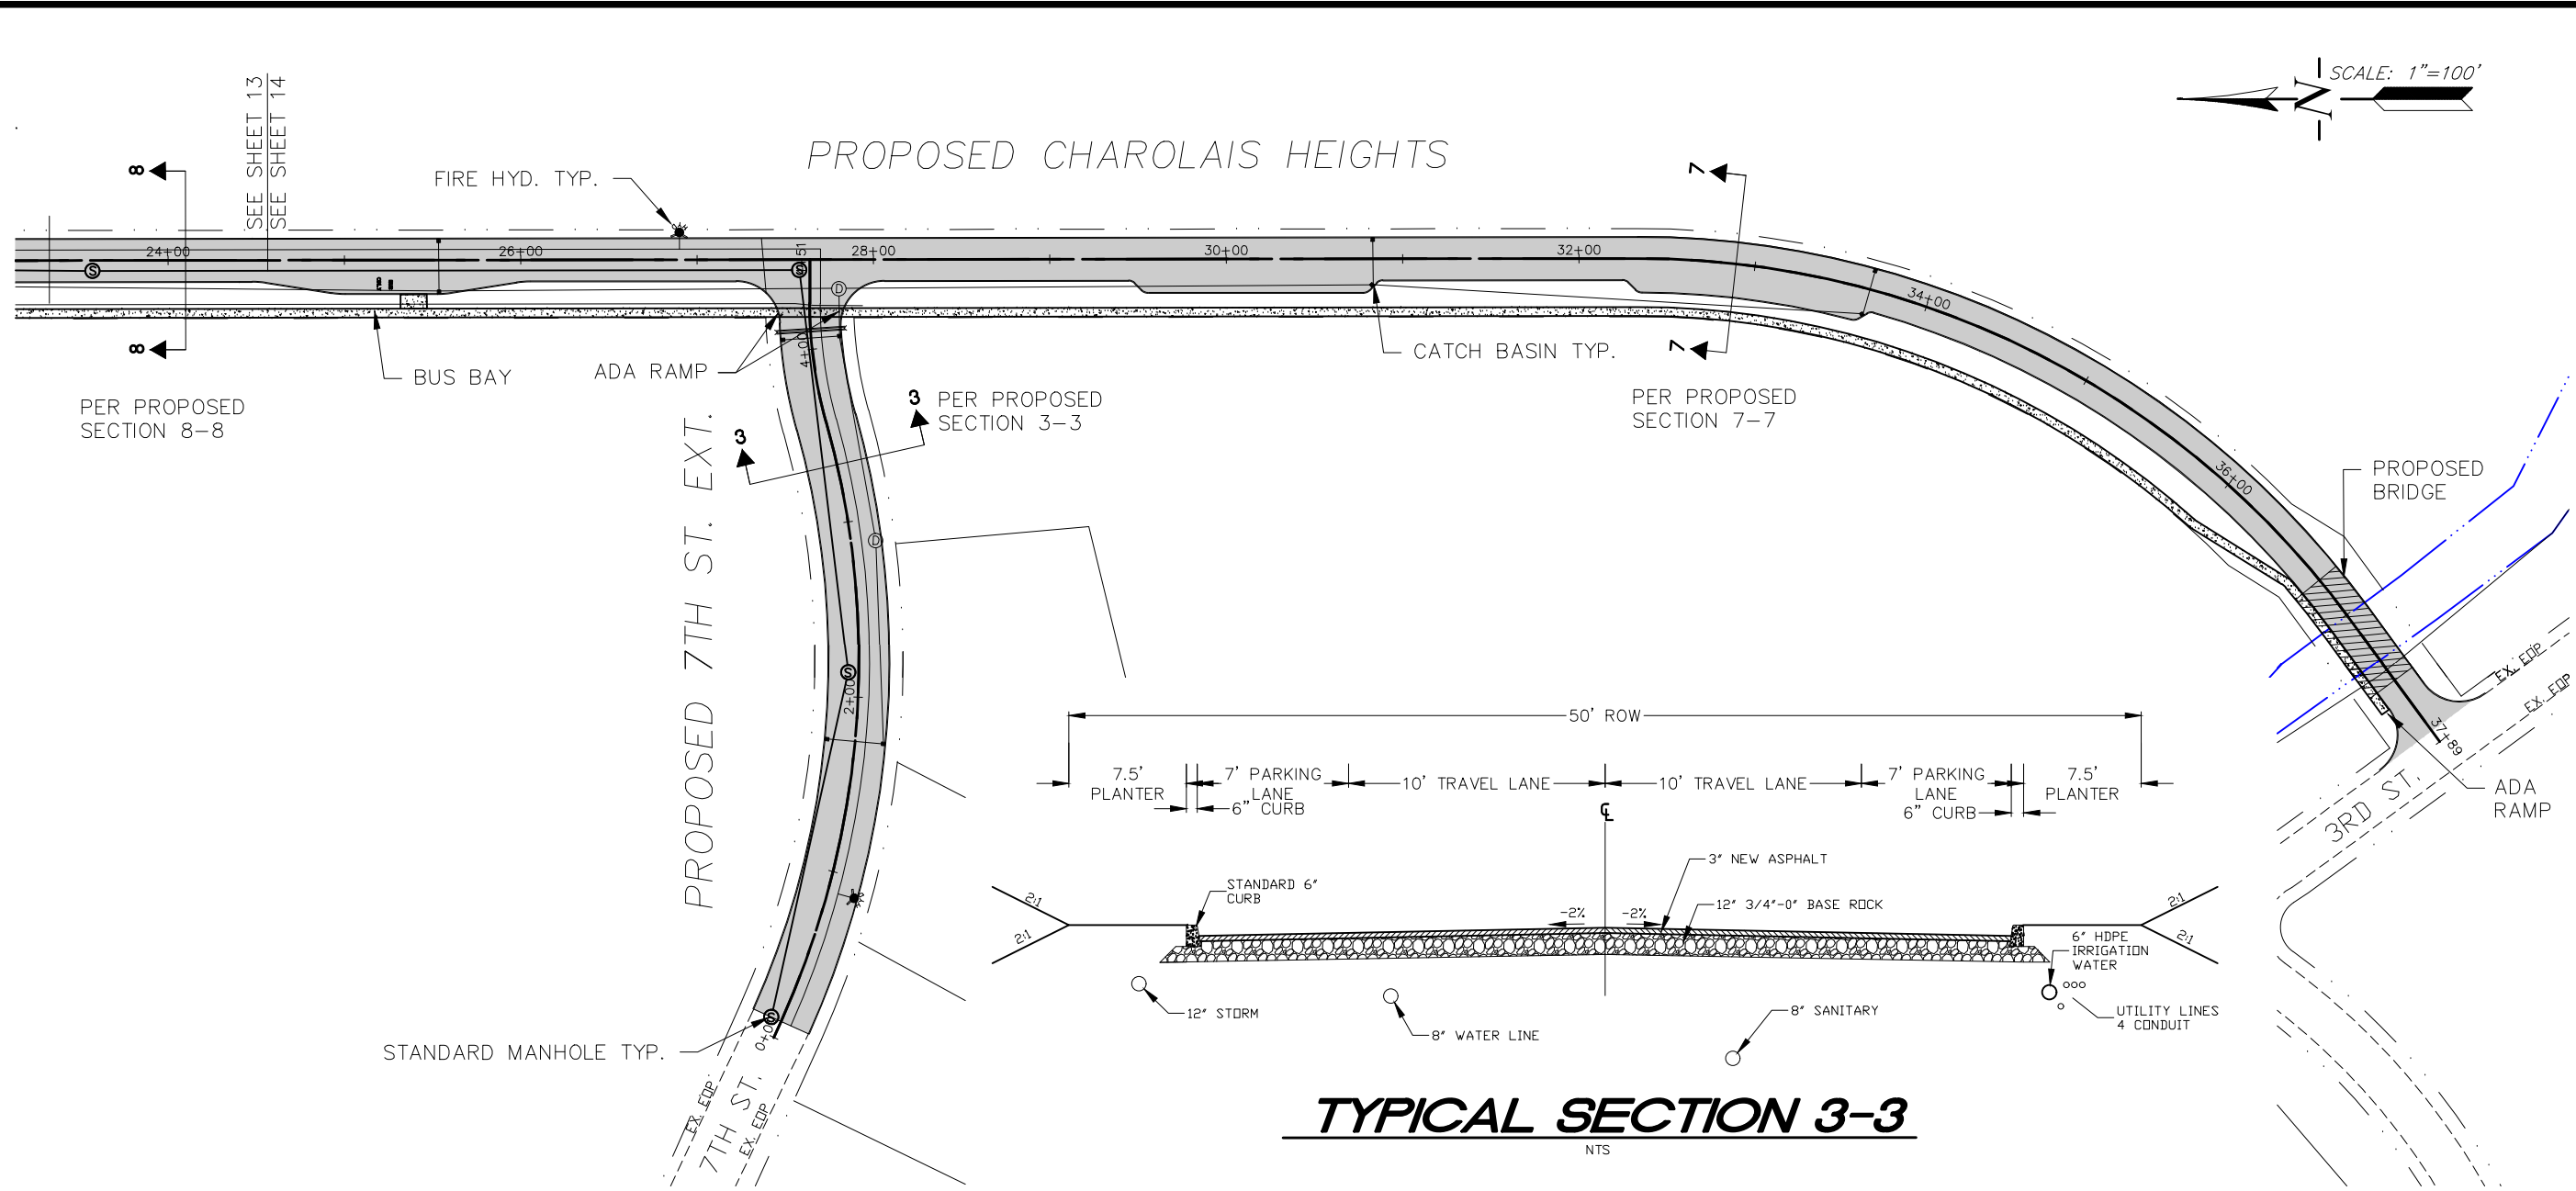 SCALE: 1"=100'
N
SEE SHEET 13
SEE SHEET 14
PROPOSED CHAROLAIS HEIGHTS
8
FIRE HYD. TYP.
7
24+00
26+00
28+00
30+00
32+00
34+00
36+00
37+89
S
S
D
8
BUS BAY
ADA RAMP
4+00
CATCH BASIN TYP.
7
PER PROPOSED
SECTION 8-8
3
3
PER PROPOSED
SECTION 3-3
PER PROPOSED
SECTION 7-7
PROPOSED
BRIDGE
PROPOSED 7TH ST. EXT.
D
S
2+00
EX. EOP
EX. EOP
3RD ST.
ADA
RAMP
50' ROW
7.5'
PLANTER
7' PARKING
LANE
6" CURB
10' TRAVEL LANE
10' TRAVEL LANE
7' PARKING
LANE
6" CURB
7.5'
PLANTER
℄
3" NEW ASPHALT
STANDARD 6"
CURB
12" 3/4"-0" BASE ROCK
-2%
-2%
2:1
2:1
2:1
2:1
6" HDPE
IRRIGATION
WATER
12" STORM
8" WATER LINE
8" SANITARY
UTILITY LINES
4 CONDUIT
S
STANDARD MANHOLE TYP.
EX. EOP
7TH ST.
EX. EOP
TYPICAL SECTION 3-3
NTS